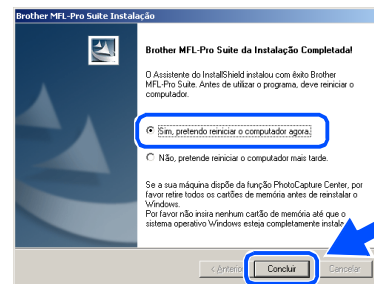 Brother MFL-Pro Suite Instalação
Brother MFL-Pro Suite da Instalação Completada!
O Assistente do InstallShield instalou com êxito Brother
MFL-Pro Suite. Antes de utilizar o programa, deve reiniciar o
computador.
Sim, pretendo reiniciar o computador agora.
Não, pretende reiniciar o computador mais tarde.
Se a sua máquina dispõe da função PhotoCapture Center, por
favor retire todos os cartões de memória antes de reinstalar o
Windows.
Por favor não insira nenhum cartão de memória até que o
sistema operativo Windows esteja completamente
< Anterior Concluir Cancelar